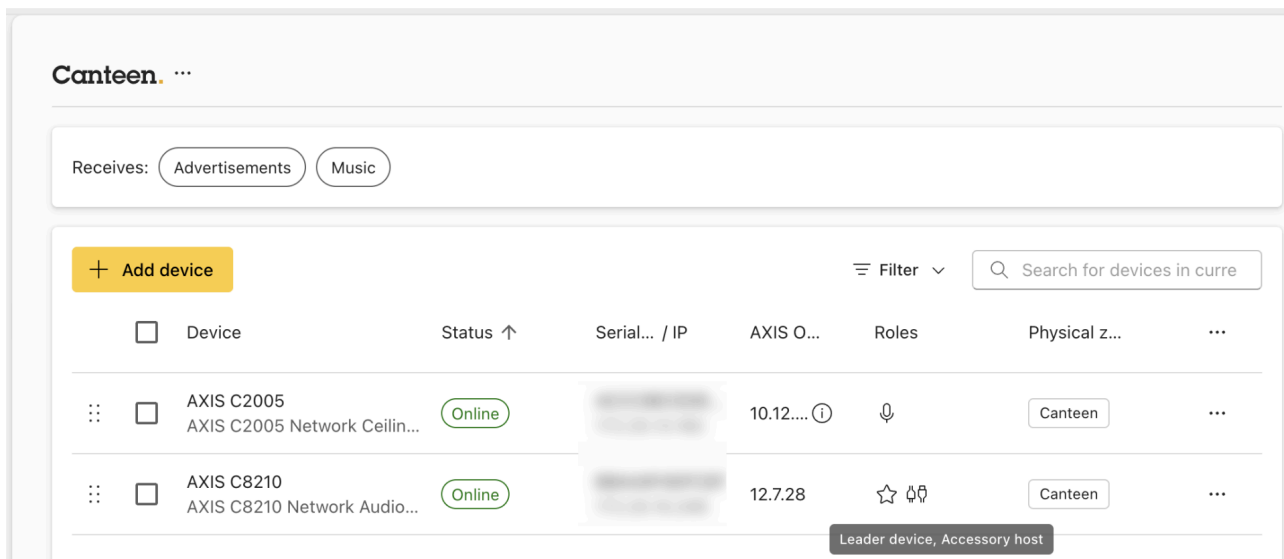 Canteen. ...
Receives: Advertisements Music
+ Add device Filter Search for devices in curre
Device Status ↑ Serial... / IP AXIS O... Roles Physical z... ...
AXIS C2005
AXIS C2005 Network Ceilin... Online 10.12.... Canteen ...
AXIS C8210
AXIS C8210 Network Audio... Online 12.7.28 Canteen ...
Leader device, Accessory host